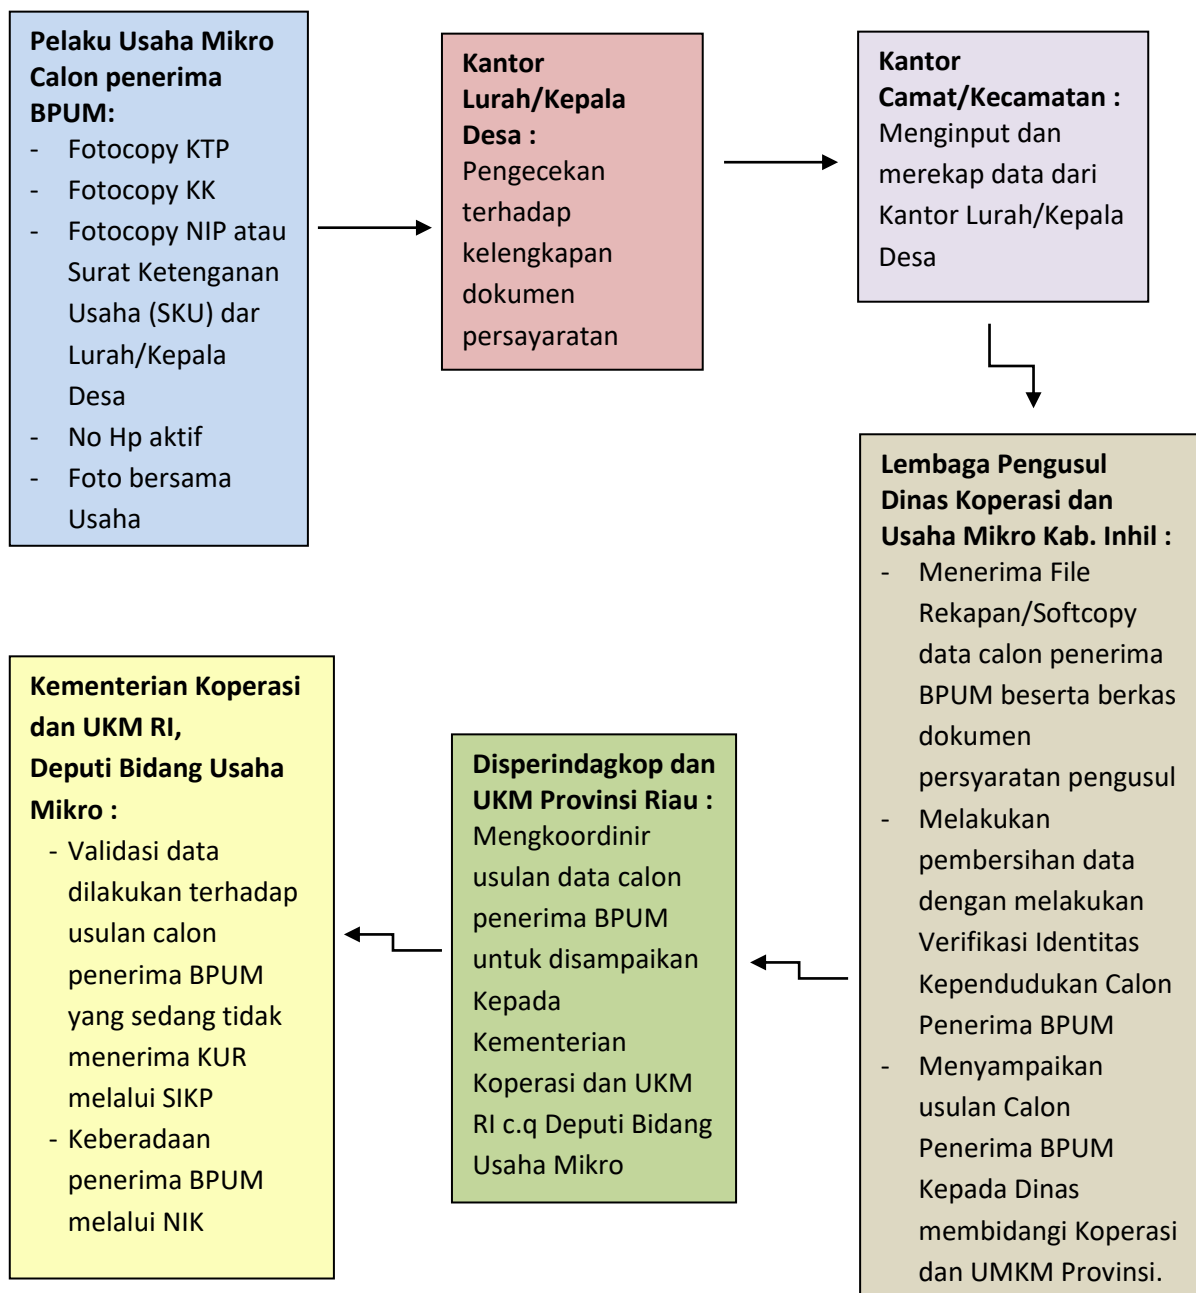 Pelaku Usaha Mikro
Calon penerima
BPUM:
- Fotocopy KTP
- Fotocopy KK
- Fotocopy NIP atau
Surat Ketenganan
Usaha (SKU) dar
Lurah/Kepala
Desa
- No Hp aktif
- Foto bersama
Usaha
Kantor
Lurah/Kepala
Desa :
Pengecekan
terhadap
kelengkapan
dokumen
persayaratan
Kantor
Camat/Kecamatan :
Menginput dan
merekap data dari
Kantor Lurah/Kepala
Desa
Lembaga Pengusul
Dinas Koperasi dan
Usaha Mikro Kab. Inhil :
- Menerima File
Rekapan/Softcopy
data calon penerima
BPUM beserta berkas
dokumen
persyaratan pengusul
- Melakukan
pembersihan data
dengan melakukan
Verifikasi Identitas
Kependudukan Calon
Penerima BPUM
- Menyampaikan
usulan Calon
Penerima BPUM
Kepada Dinas
membidangi Koperasi
dan UMKM Provinsi.
Disperindagkop dan
UKM Provinsi Riau :
Mengkoordinir
usulan data calon
penerima BPUM
untuk disampaikan
Kepada
Kementerian
Koperasi dan UKM
RI c.q Deputi Bidang
Usaha Mikro
Kementerian Koperasi
dan UKM RI,
Deputi Bidang Usaha
Mikro :
- Validasi data
dilakukan terhadap
usulan calon
penerima BPUM
yang sedang tidak
menerima KUR
melalui SIKP
- Keberadaan
penerima BPUM
melalui NIK